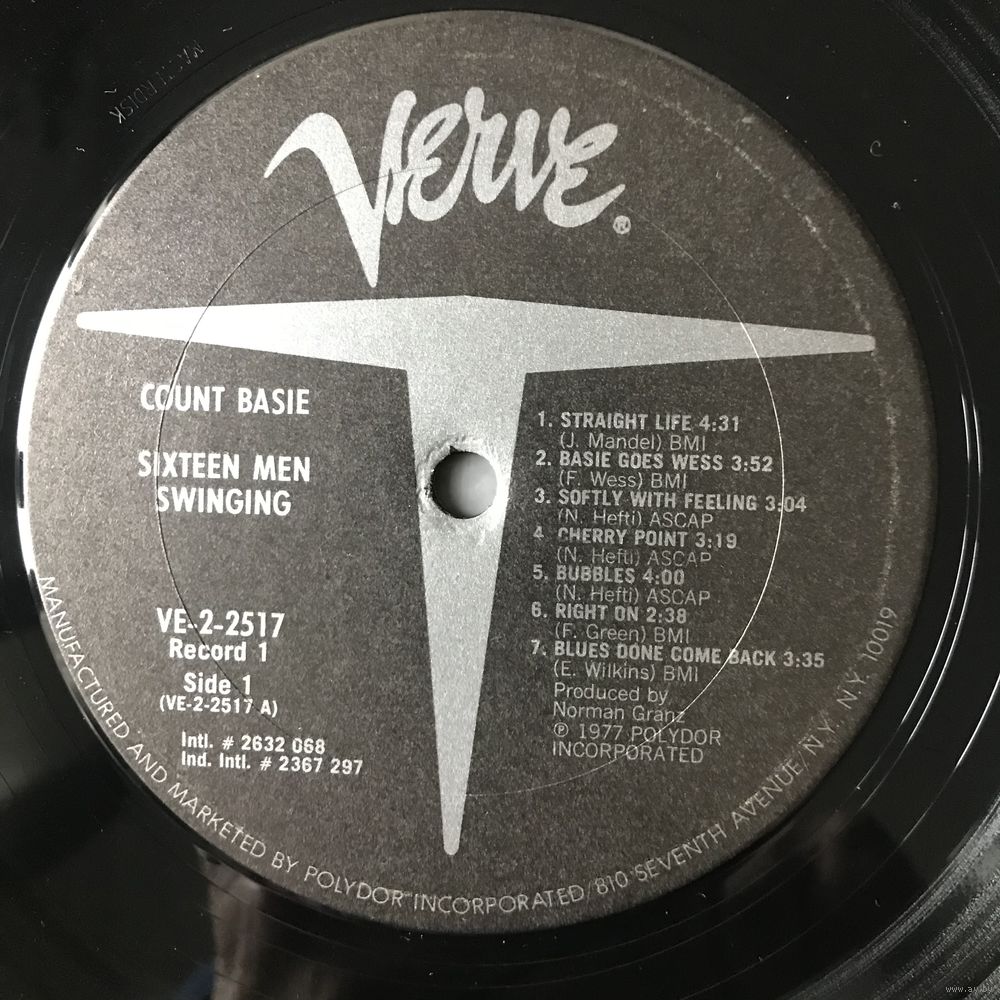 MASTERDISK
Verve®
COUNT BASIE
SIXTEEN MEN
SWINGING
VE-2-2517
Record 1
Side 1
(VE-2-2517 A)
Intl. # 2632 068
Ind. Intl. # 2367 297
1. STRAIGHT LIFE 4:31
(J. Mandel) BMI
2. BASIE GOES WESS 3:52
(F. Wess) BMI
3. SOFTLY WITH FEELING 3:04
(N. Hefti) ASCAP
4. CHERRY POINT 3:19
(N. Hefti) ASCAP
5. BUBBLES 4:00
(N. Hefti) ASCAP
6. RIGHT ON 2:38
(F. Green) BMI
7. BLUES DONE COME BACK 3:35
(E. Wilkins) BMI
Produced by
Norman Granz
℗ 1977 POLYDOR
INCORPORATED
MANUFACTURED AND MARKETED BY POLYDOR INCORPORATED/810 SEVENTH AVENUE/N.Y. N.Y. 10019
www.ay.by